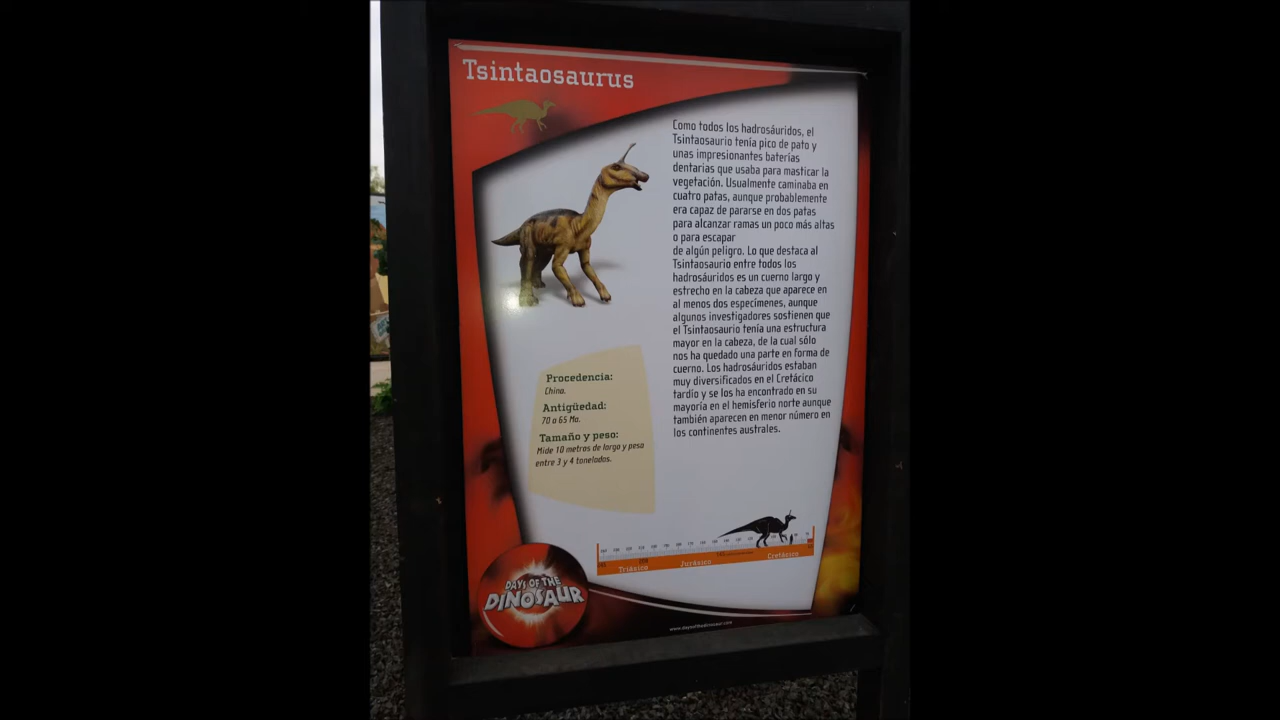 Tsintaosaurus
Como todos los hadrosáuridos, el
Tsintaosaurio tenía pico de pato y
unas impresionantes baterías
dentarias que usaba para masticar la
vegetación. Usualmente caminaba en
cuatro patas, aunque probablemente
era capaz de pararse en dos patas
para alcanzar ramas un poco más altas
o para escapar
de algún peligro. Lo que destaca al
Tsintaosaurio entre todos los
hadrosáuridos es un cuerno largo y
estrecho en la cabeza que aparece en
al menos dos especímenes, aunque
algunos investigadores sostienen que
el Tsintaosaurio tenía una estructura
mayor en la cabeza, de la cual sólo
nos ha quedado una parte en forma de
cuerno. Los hadrosáuridos estaban
muy diversificados en el Cretácico
tardío y se los ha encontrado en su
mayoría en el hemisferio norte aunque
también aparecen en menor número en
los continentes australes.
Procedencia:
China.
Antigüedad:
70 a 65 Ma.
Tamaño y peso:
Mide 10 metros de largo y pesa
entre 3 y 4 toneladas.
Triásico Jurásico Cretácico
DAYS OF THE
DINOSAUR
www.daysofthedinosaur.com